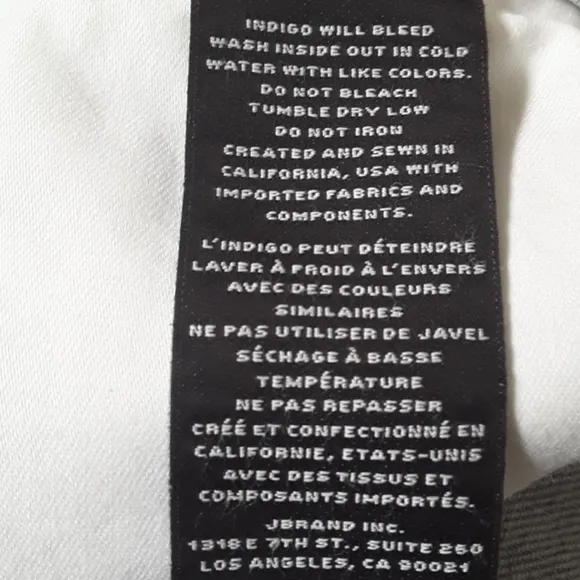 INDIGO WILL BLEED
WASH INSIDE OUT IN COLD
WATER WITH LIKE COLORS.
DO NOT BLEACH
TUMBLE DRY LOW
DO NOT IRON
CREATED AND SEWN IN
CALIFORNIA, USA WITH
IMPORTED FABRICS AND
COMPONENTS.
L'INDIGO PEUT DÉTEINDRE
LAVER À FROID À L'ENVERS
AVEC DES COULEURS
SIMILAIRES
NE PAS UTILISER DE JAVEL
SÉCHAGE À BASSE
TEMPÉRATURE
NE PAS REPASSER
CRÉÉ ET CONFECTIONNÉ EN
CALIFORNIE, ETATS-UNIS
AVEC DES TISSUS ET
COMPOSANTS IMPORTÉS.
JBRAND INC.
1318E 7TH ST., SUITE 260
LOS ANGELES, CA 90021